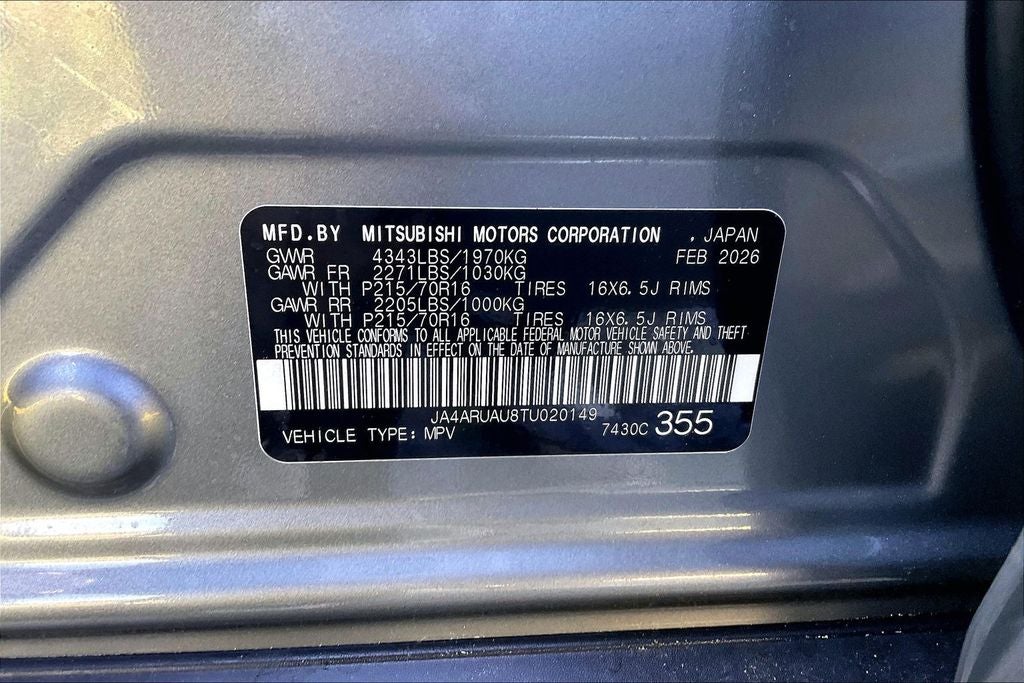 MFD.BY MITSUBISHI MOTORS CORPORATION , JAPAN
GVWR 4343LBS/1970KG FEB 2026
GAWR FR 2271LBS/1030KG
WITH P215/70R16 TIRES 16X6.5J RIMS
GAWR RR 2205LBS/1000KG
WITH P215/70R16 TIRES 16X6.5J RIMS
THIS VEHICLE CONFORMS TO ALL APPLICABLE FEDERAL MOTOR VEHICLE SAFETY AND THEFT
PREVENTION STANDARDS IN EFFECT ON THE DATE OF MANUFACTURE SHOWN ABOVE.
JA4ARUAU8TU020149
VEHICLE TYPE: MPV 7430C 355